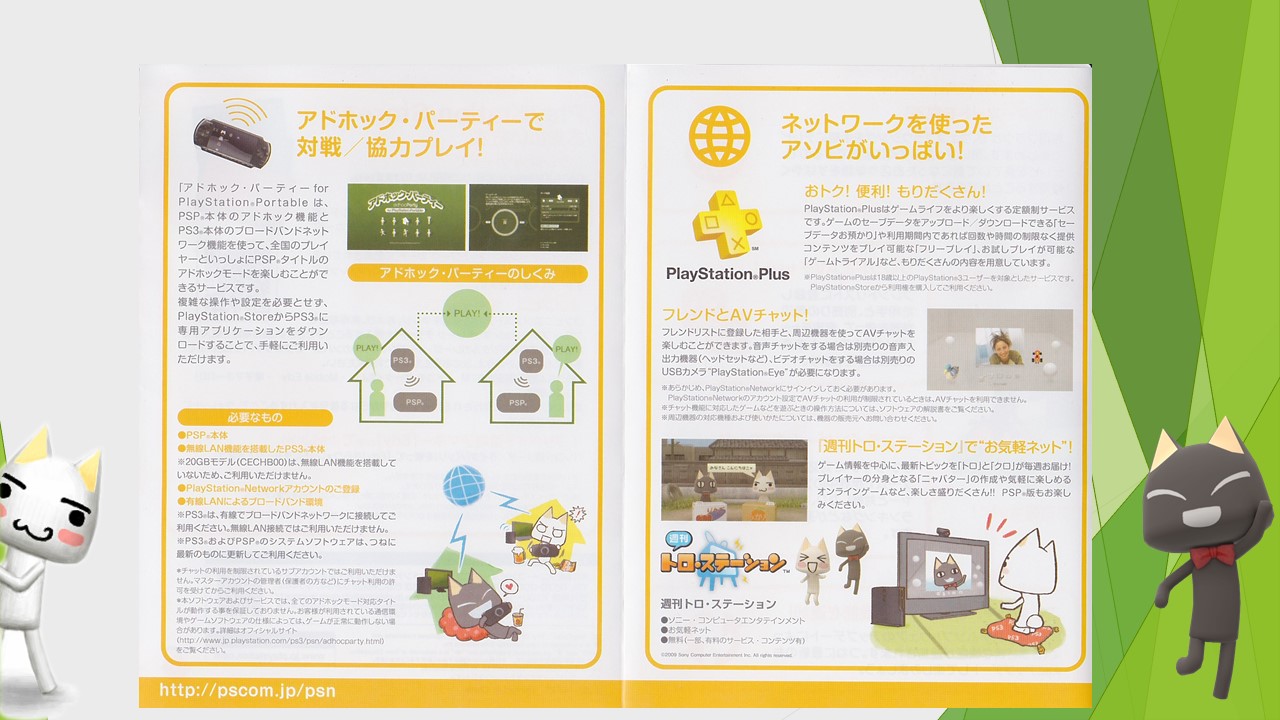 アドホック・パーティーで
対戦／協力プレイ!
「アドホック・パーティー for
PlayStation®Portable は、
PSP®本体のアドホック機能と
PS3®本体のブロードバンドネット
ワーク機能を使って、全国のプレイ
ヤーといっしょにPSP®タイトルの
アドホックモードを楽しむことがで
きるサービスです。
複雑な操作や設定を必要とせず、
PlayStation®StoreからPS3®に
専用アプリケーションをダウン
ロードすることで、手軽にご利用い
ただけます。
アドホック・パーティー
アドホック・パーティーのしくみ
PLAY!
PLAY!
PLAY!
PS3®
PS3®
PSP®
PSP®
必要なもの
●PSP®本体
●無線LAN機能を搭載したPS3®本体
※20GBモデル(CECHB00)は、無線LAN機能を搭載して
いないため、ご利用いただけません。
●PlayStation®Networkアカウントのご登録
●有線LANによるブロードバンド環境
※PS3®は、有線でブロードバンドネットワークに接続してご
利用ください。無線LAN接続ではご利用いただけません。
※PS3®およびPSP®のシステムソフトウェアは、つねに
最新のものに更新してご利用ください。
※チャットの利用を制限されているサブアカウントではご利用いただけま
せん。マスターアカウントの管理者(保護者の方など)にチャット利用の許
可を受けてからご利用ください。
※本ソフトウェアおよびサービスでは、全てのアドホックモード対応タイト
ルが動作する事を保証しておりません。お客様が利用されている通信環
境やゲームソフトウェアの仕様によっては、ゲームが正常に動作しない場
合があります。詳細はオフィシャルサイト
(http://www.jp.playstation.com/ps3/psn/adhocparty.html)
をご覧ください。
http://pscom.jp/psn
ネットワークを使った
アソビがいっぱい!
PlayStation®Plus
おトク! 便利! もりだくさん!
PlayStation®Plusはゲームライフをより楽しくする定額制サービス
です。ゲームのセーブデータをアップロード／ダウンロードできる「セー
ブデータお預かり」や利用期間内であれば回数や時間の制限なく提供
コンテンツをプレイ可能な「フリープレイ」、お試しプレイが可能な
「ゲームトライアル」など、もりだくさんの内容を用意しています。
※PlayStation®Plusは18歳以上のPlayStation®3ユーザーを対象としたサービスです。
PlayStation®Storeから利用権を購入してご利用ください。
フレンドとAVチャット!
フレンドリストに登録した相手と、周辺機器を使ってAVチャットを
楽しむことができます。音声チャットをする場合は別売りの音声入
出力機器(ヘッドセットなど)、ビデオチャットをする場合は別売りの
USBカメラ“PlayStation®Eye”が必要になります。
※あらかじめ、PlayStation®Networkにサインインしておく必要があります。
PlayStation®Networkのアカウント設定でAVチャットの利用が制限されているときは、AVチャットを利用できません。
※チャット機能に対応したゲームなどを遊ぶときの操作方法については、ソフトウェアの解説書をご覧ください。
※周辺機器の対応機種および使いかたについては、機器の販売元へお問い合わせください。
『週刊トロ・ステーション』で“お気軽ネット”!
ゲーム情報を中心に、最新トピックを「トロ」と「クロ」が毎週お届け!
プレイヤーの分身となる「ニャバター」の作成や気軽に楽しめる
オンラインゲームなど、楽しさ盛りだくさん!! PSP®版もお楽し
みください。
週刊
トロ・ステーション™
週刊トロ・ステーション
●ソニー・コンピュータエンタテインメント
●お気軽ネット
●無料(一部、有料のサービス・コンテンツ有)
©2009 Sony Computer Entertainment Inc. All rights reserved.